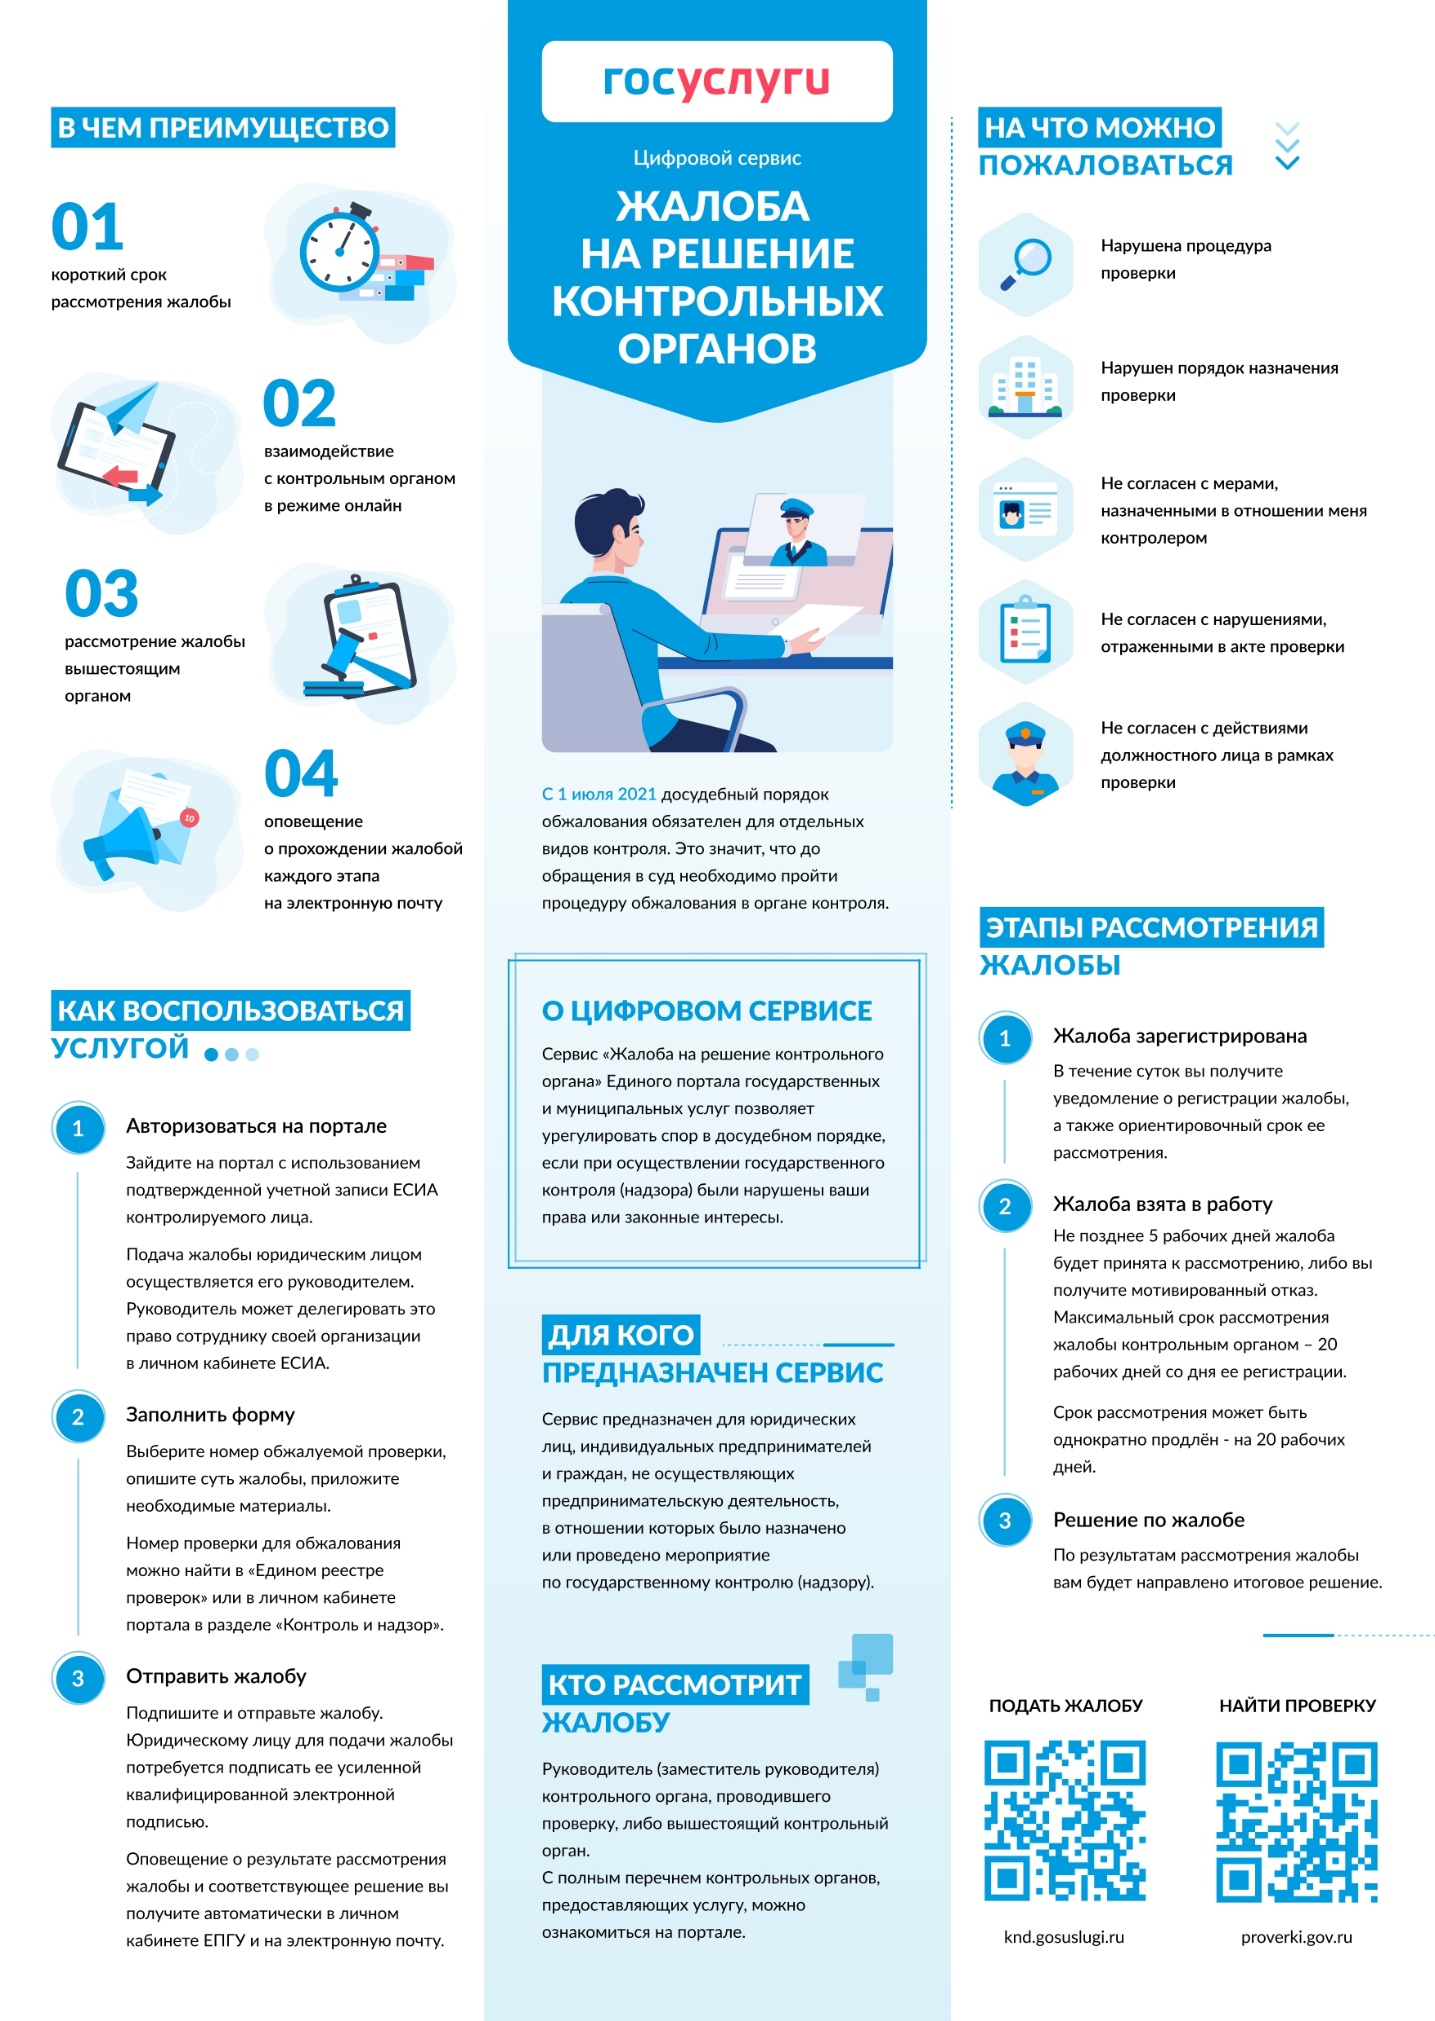 В ЧЕМ ПРЕИМУЩЕСТВО
01
короткий срок
рассмотрения жалобы
02
взаимодействие
с контрольным органом
в режиме онлайн
03
рассмотрение жалобы
вышестоящим
органом
04
10
оповещение
о прохождении жалобой
каждого этапа
на электронную почту
КАК ВОСПОЛЬЗОВАТЬСЯ
УСЛУГОЙ
1
Авторизоваться на портале
Зайдите на портал с использованием
подтвержденной учетной записи ЕСИА
контролируемого лица.
Подача жалобы юридическим лицом
осуществляется его руководителем.
Руководитель может делегировать это
право сотруднику своей организации
в личном кабинете ЕСИА.
2
Заполнить форму
Выберите номер обжалуемой проверки,
опишите суть жалобы, приложите
необходимые материалы.
Номер проверки для обжалования
можно найти в «Едином реестре
проверок» или в личном кабинете
портала в разделе «Контроль и надзор».
3
Отправить жалобу
Подпишите и отправьте жалобу.
Юридическому лицу для подачи жалобы
потребуется подписать ее усиленной
квалифицированной электронной
подписью.
Оповещение о результате рассмотрения
жалобы и соответствующее решение вы
получите автоматически в личном
кабинете ЕПГУ и на электронную почту.
госуслуги
Цифровой сервис
ЖАЛОБА
НА РЕШЕНИЕ
КОНТРОЛЬНЫХ
ОРГАНОВ
С 1 июля 2021 досудебный порядок
обжалования обязателен для отдельных
видов контроля. Это значит, что до
обращения в суд необходимо пройти
процедуру обжалования в органе контроля.
О ЦИФРОВОМ СЕРВИСЕ
Сервис «Жалоба на решение контрольного
органа» Единого портала государственных
и муниципальных услуг позволяет
урегулировать спор в досудебном порядке,
если при осуществлении государственного
контроля (надзора) были нарушены ваши
права или законные интересы.
ДЛЯ КОГО
ПРЕДНАЗНАЧЕН СЕРВИС
Сервис предназначен для юридических
лиц, индивидуальных предпринимателей
и граждан, не осуществляющих
предпринимательскую деятельность,
в отношении которых было назначено
или проведено мероприятие
по государственному контролю (надзору).
КТО РАССМОТРИТ
ЖАЛОБУ
Руководитель (заместитель руководителя)
контрольного органа, проводившего
проверку, либо вышестоящий контрольный
орган.
С полным перечнем контрольных органов,
предоставляющих услугу, можно
ознакомиться на портале.
НА ЧТО МОЖНО
ПОЖАЛОВАТЬСЯ
Нарушена процедура
проверки
Нарушен порядок назначения
проверки
Не согласен с мерами,
назначенными в отношении меня
контролером
Не согласен с нарушениями,
отраженными в акте проверки
Не согласен с действиями
должностного лица в рамках
проверки
ЭТАПЫ РАССМОТРЕНИЯ
ЖАЛОБЫ
1
Жалоба зарегистрирована
В течение суток вы получите
уведомление о регистрации жалобы,
а также ориентировочный срок ее
рассмотрения.
2
Жалоба взята в работу
Не позднее 5 рабочих дней жалоба
будет принята к рассмотрению, либо вы
получите мотивированный отказ.
Максимальный срок рассмотрения
жалобы контрольным органом – 20
рабочих дней со дня ее регистрации.
Срок рассмотрения может быть
однократно продлён - на 20 рабочих
дней.
3
Решение по жалобе
По результатам рассмотрения жалобы
вам будет направлено итоговое решение.
ПОДАТЬ ЖАЛОБУ
knd.gosuslugi.ru
НАЙТИ ПРОВЕРКУ
proverki.gov.ru